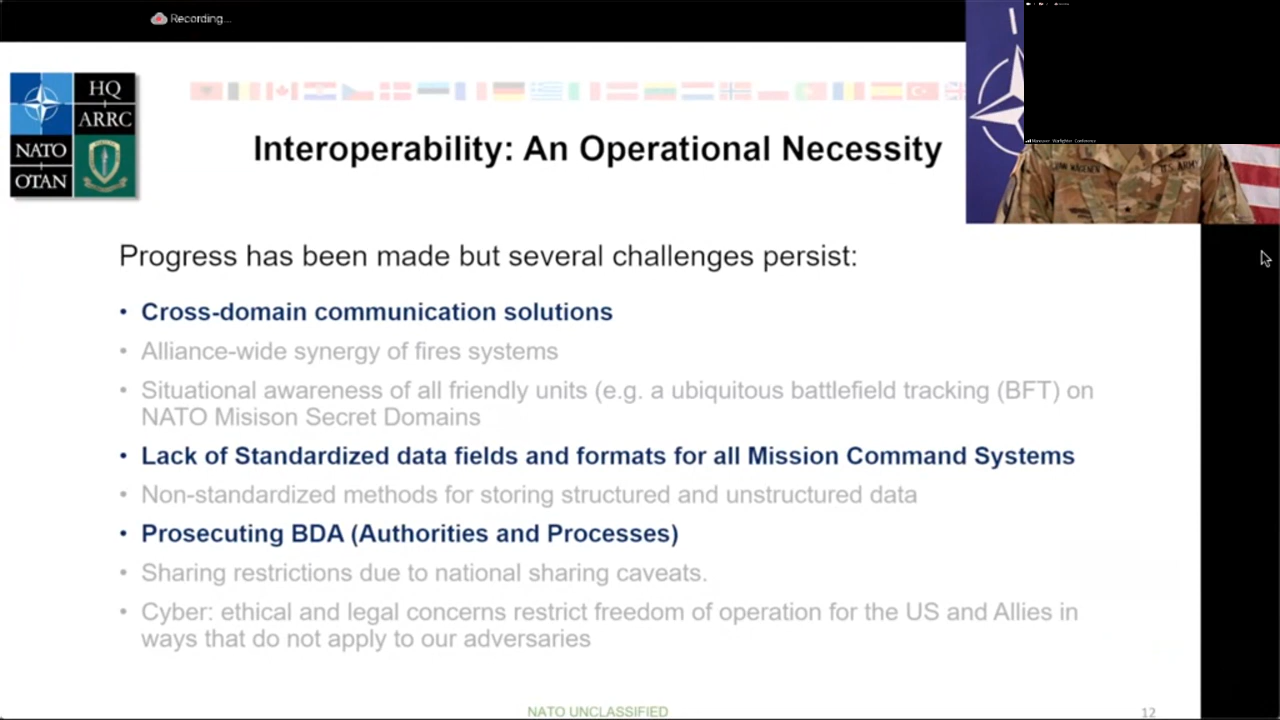 Recording...
HQ
ARRC
NATO
OTAN
Interoperability: An Operational Necessity
U.S. ARMY
Progress has been made but several challenges persist:
• Cross-domain communication solutions
• Alliance-wide synergy of fires systems
• Situational awareness of all friendly units (e.g. a ubiquitous battlefield tracking (BFT) on
NATO Misison Secret Domains
• Lack of Standardized data fields and formats for all Mission Command Systems
• Non-standardized methods for storing structured and unstructured data
• Prosecuting BDA (Authorities and Processes)
• Sharing restrictions due to national sharing caveats.
• Cyber: ethical and legal concerns restrict freedom of operation for the US and Allies in
ways that do not apply to our adversaries
NATO UNCLASSIFIED
12